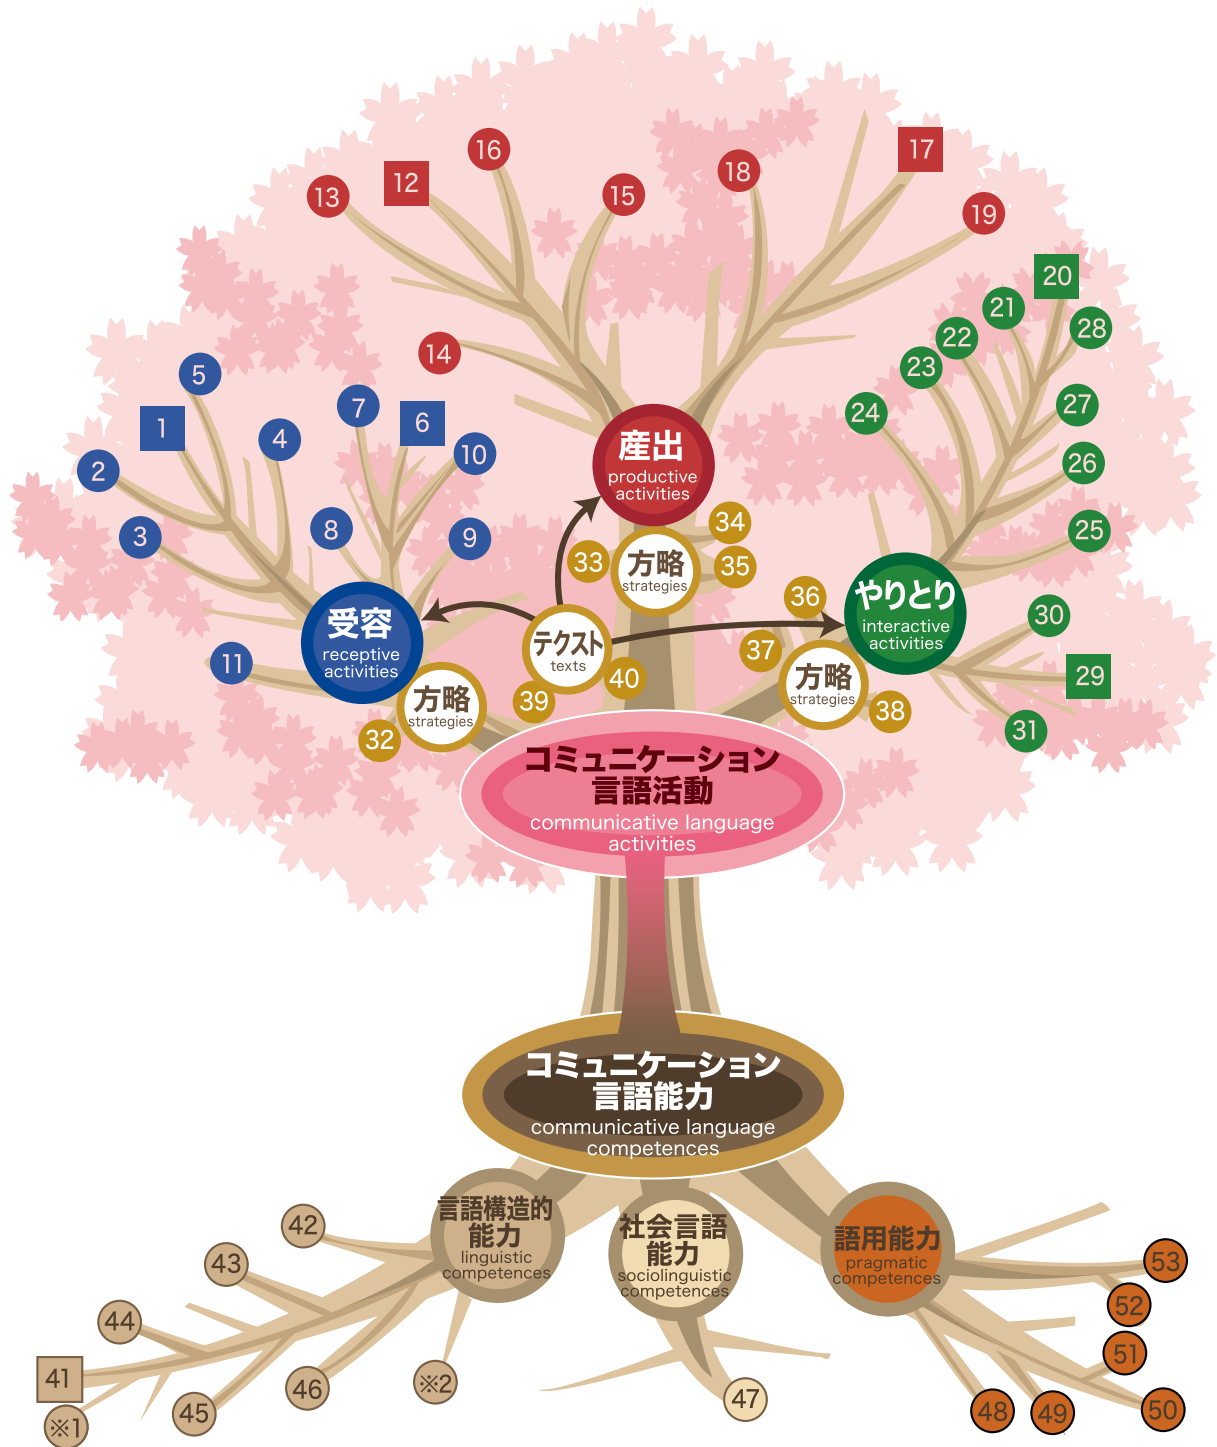 16
17
12
18
13
15
19
20
21
28
22
14
23
5
7
27
24
1
6
4
産出
10
26
2
productive
activities
34
25
8
3
9
33
方略
35
strategies
36
やりとり
受容
30
interactive
activities
テクスト
receptive
activities
37
11
texts
40
方略
29
strategies
39
方略
strategies
38
31
32
コミュニケーション
言語活動
communicative language
activities
コミュニケーション
言語能力
communicative language
competences
言語構造的
能力
linguistic
competences
社会言語
能力
sociolinguistic
competences
語用能力
pragmatic
competences
42
43
53
52
44
51
41
46
※2
47
※1
45
48
49
50